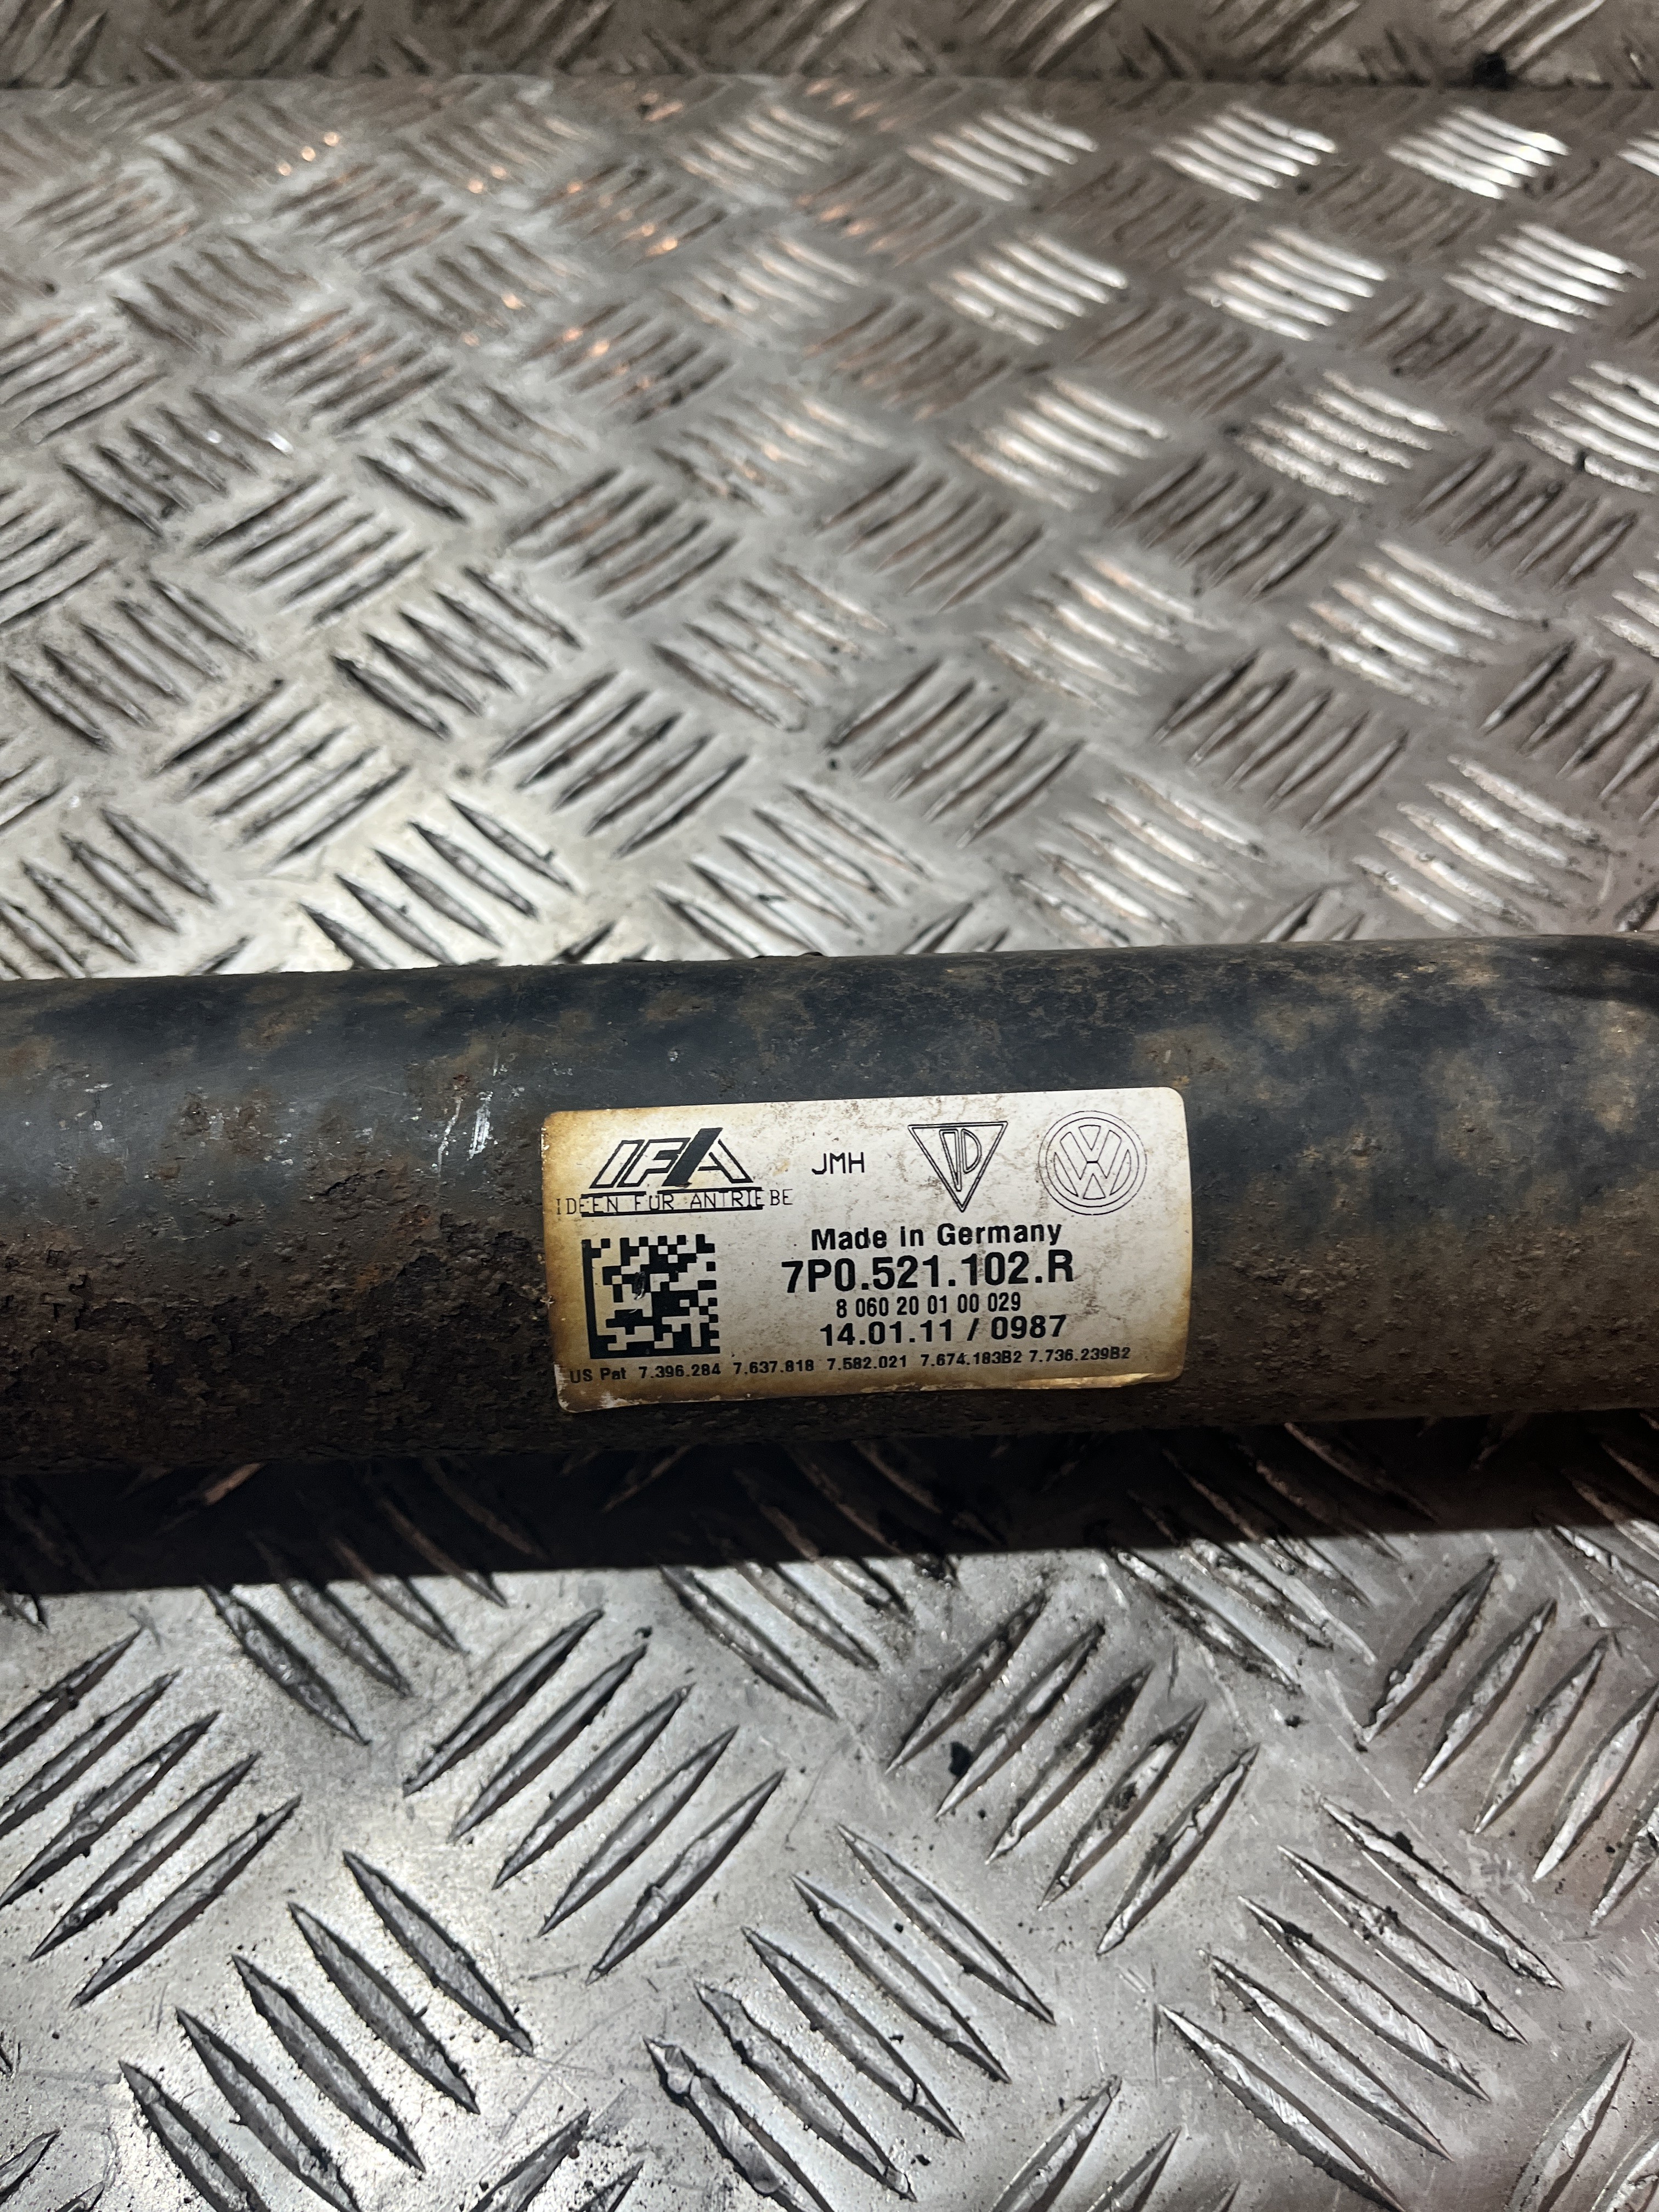 IFA
IDEEN FÜR ANTRIEBE
JMH
VW
Made in Germany
7P0.521.102.R
8 060 20 01 00 029
14.01.11 / 0987
US Pat 7.396.284 7.637.818 7.582.021 7.674.183B2 7.736.239B2